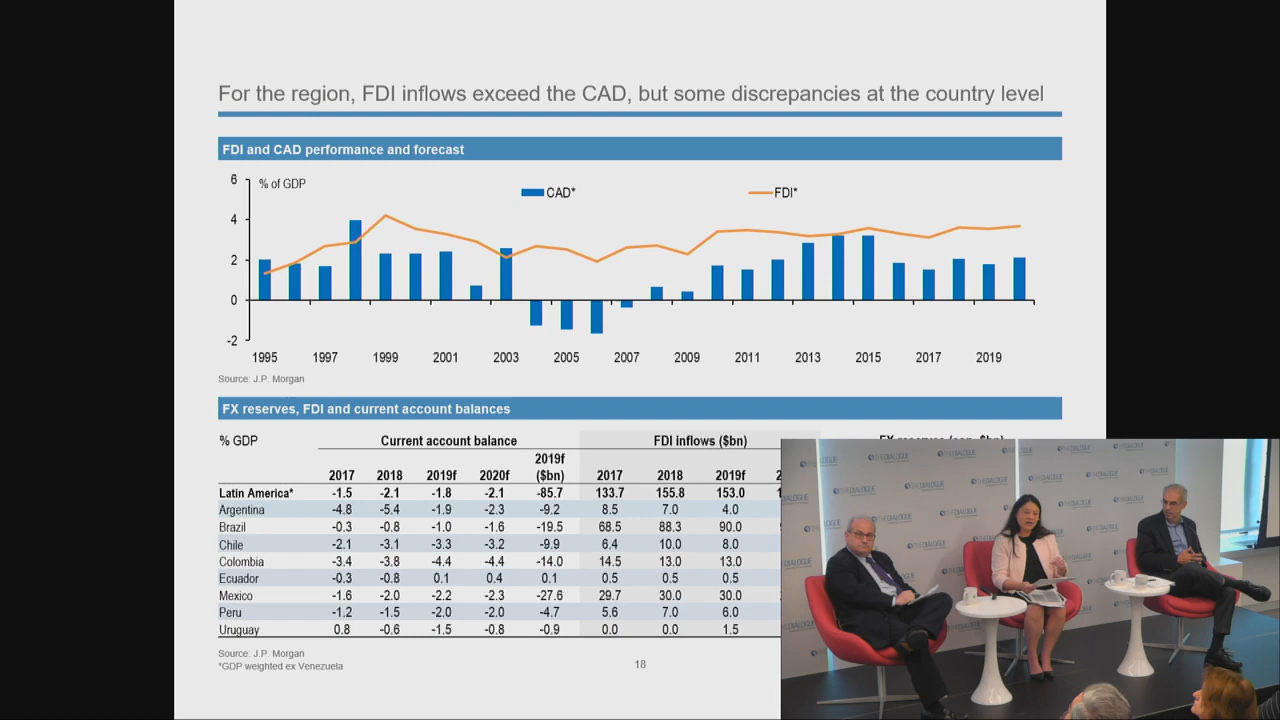 For the region, FDI inflows exceed the CAD, but some discrepancies at the country level
FDI and CAD performance and forecast
6 % of GDP CAD* FDI*
4
2
0
-2
1995 1997 1999 2001 2003 2005 2007 2009 2011 2013 2015 2017 2019
Source: J.P. Morgan
FX reserves, FDI and current account balances
% GDP Current account balance FDI inflows ($bn)
2019f
2017 2018 2019f 2020f ($bn) 2017 2018 2019f
Latin America* -1.5 -2.1 -1.8 -2.1 -85.7 133.7 155.8 153.0
Argentina -4.8 -5.4 -1.9 -2.3 -9.2 8.5 7.0 4.0
Brazil -0.3 -0.8 -1.0 -1.6 -19.5 68.5 88.3 90.0
Chile -2.1 -3.1 -3.3 -3.2 -9.9 6.4 10.0 8.0
Colombia -3.4 -3.8 -4.4 -4.4 -14.0 14.5 13.0 13.0
Ecuador -0.3 -0.8 0.1 0.4 0.1 0.5 0.5 0.5
Mexico -1.6 -2.0 -2.2 -2.3 -27.6 29.7 30.0 30.0
Peru -1.2 -1.5 -2.0 -2.0 -4.7 5.6 7.0 6.0
Uruguay 0.8 -0.6 -1.5 -0.8 -0.9 0.0 0.0 1.5
Source: J.P. Morgan
*GDP weighted ex Venezuela
18
THEDIALOGUE